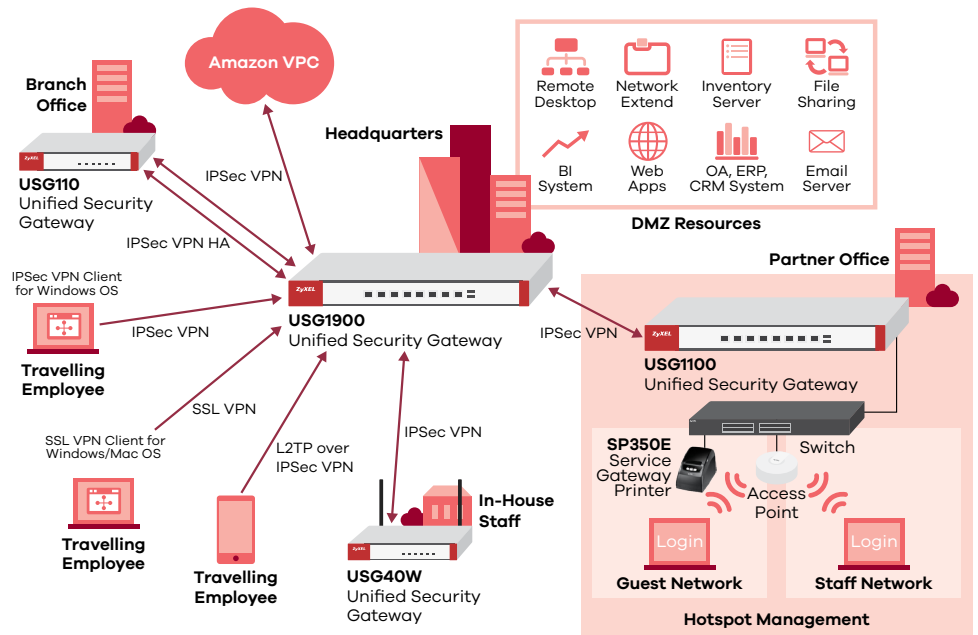 Amazon VPC
Branch
Office
ZyXEL
USG110
Unified Security
Gateway
IPSec VPN
IPSec VPN HA
Headquarters
Remote
Desktop
Network
Extend
Inventory
Server
File
Sharing
BI
System
Web
Apps
OA, ERP,
CRM System
Email
Server
DMZ Resources
Partner Office
IPSec VPN Client
for Windows OS
IPSec VPN
Travelling
Employee
ZyXEL
USG1900
Unified Security Gateway
IPSec VPN
ZyXEL
USG1100
Unified Security Gateway
SSL VPN
SSL VPN Client for
Windows/Mac OS
Travelling
Employee
L2TP over
IPSec VPN
Travelling
Employee
IPSec VPN
In-House
Staff
ZyXEL
USG40W
Unified Security
Gateway
Switch
SP350E
Service
Gateway
Printer
Access
Point
Login
Guest Network
Login
Staff Network
Hotspot Management